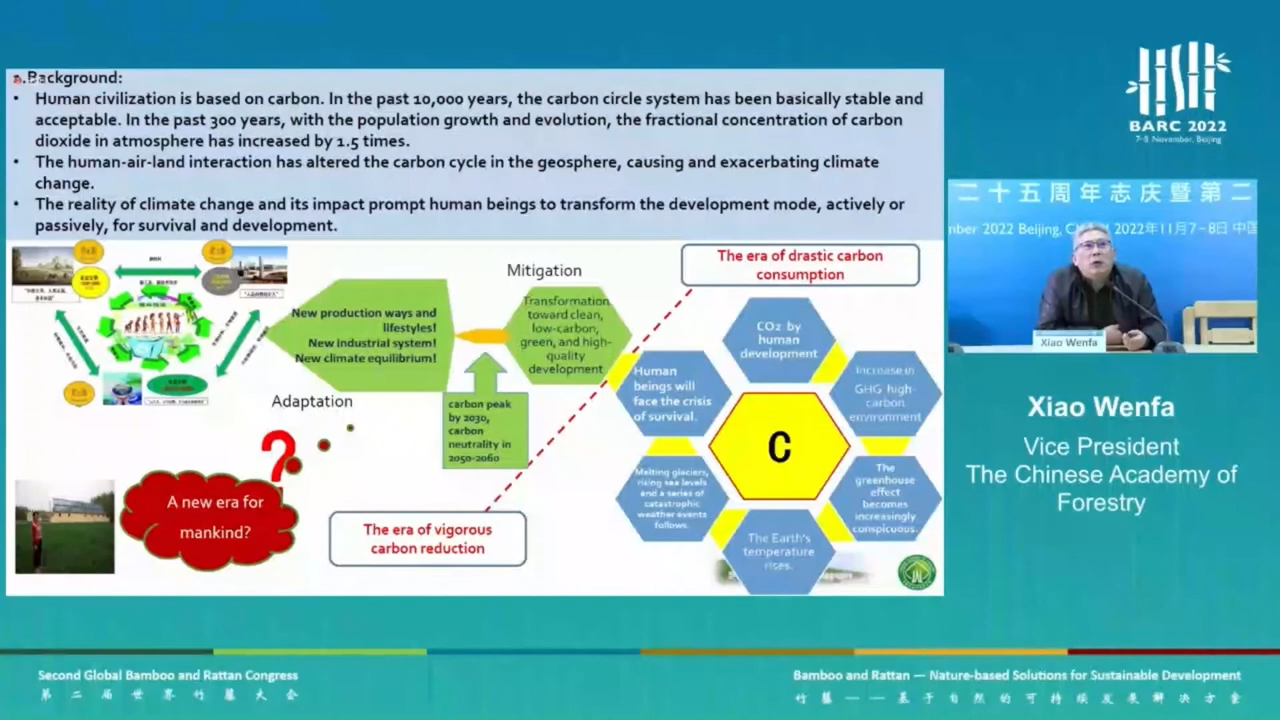 a.Background:
• Human civilization is based on carbon. In the past 10,000 years, the carbon circle system has been basically stable and
acceptable. In the past 300 years, with the population growth and evolution, the fractional concentration of carbon
dioxide in atmosphere has increased by 1.5 times.
• The human-air-land interaction has altered the carbon cycle in the geosphere, causing and exacerbating climate
change.
• The reality of climate change and its impact prompt human beings to transform the development mode, actively or
passively, for survival and development.
New production ways and
lifestyles!
New industrial system!
New climate equilibrium!
Adaptation
Mitigation
Transformation
toward clean,
low-carbon,
green, and high-
quality
development
carbon peak
by 2030,
carbon
neutrality in
2050-2060
?
A new era for
mankind?
The era of vigorous
carbon reduction
The era of drastic carbon
consumption
CO2 by
human
development
Increase in
GHG high-
carbon
environment
The
greenhouse
effect
becomes
increasingly
conspicuous.
The Earth's
temperature
rises.
Melting glaciers,
rising sea levels
and a series of
catastrophic
weather events
follows.
Human
beings will
face the crisis
of survival.
C
BARC 2022
7-8 November, Beijing
二十五周年志庆暨第二
mber 2022 Beijing, 2022年11月7-8日 中国
Xiao Wenfa
Xiao Wenfa
Vice President
The Chinese Academy of
Forestry
Second Global Bamboo and Rattan Congress
第二届世界竹藤大会
Bamboo and Rattan — Nature-based Solutions for Sustainable Development
竹藤——基于自然的可持续发展解决方案